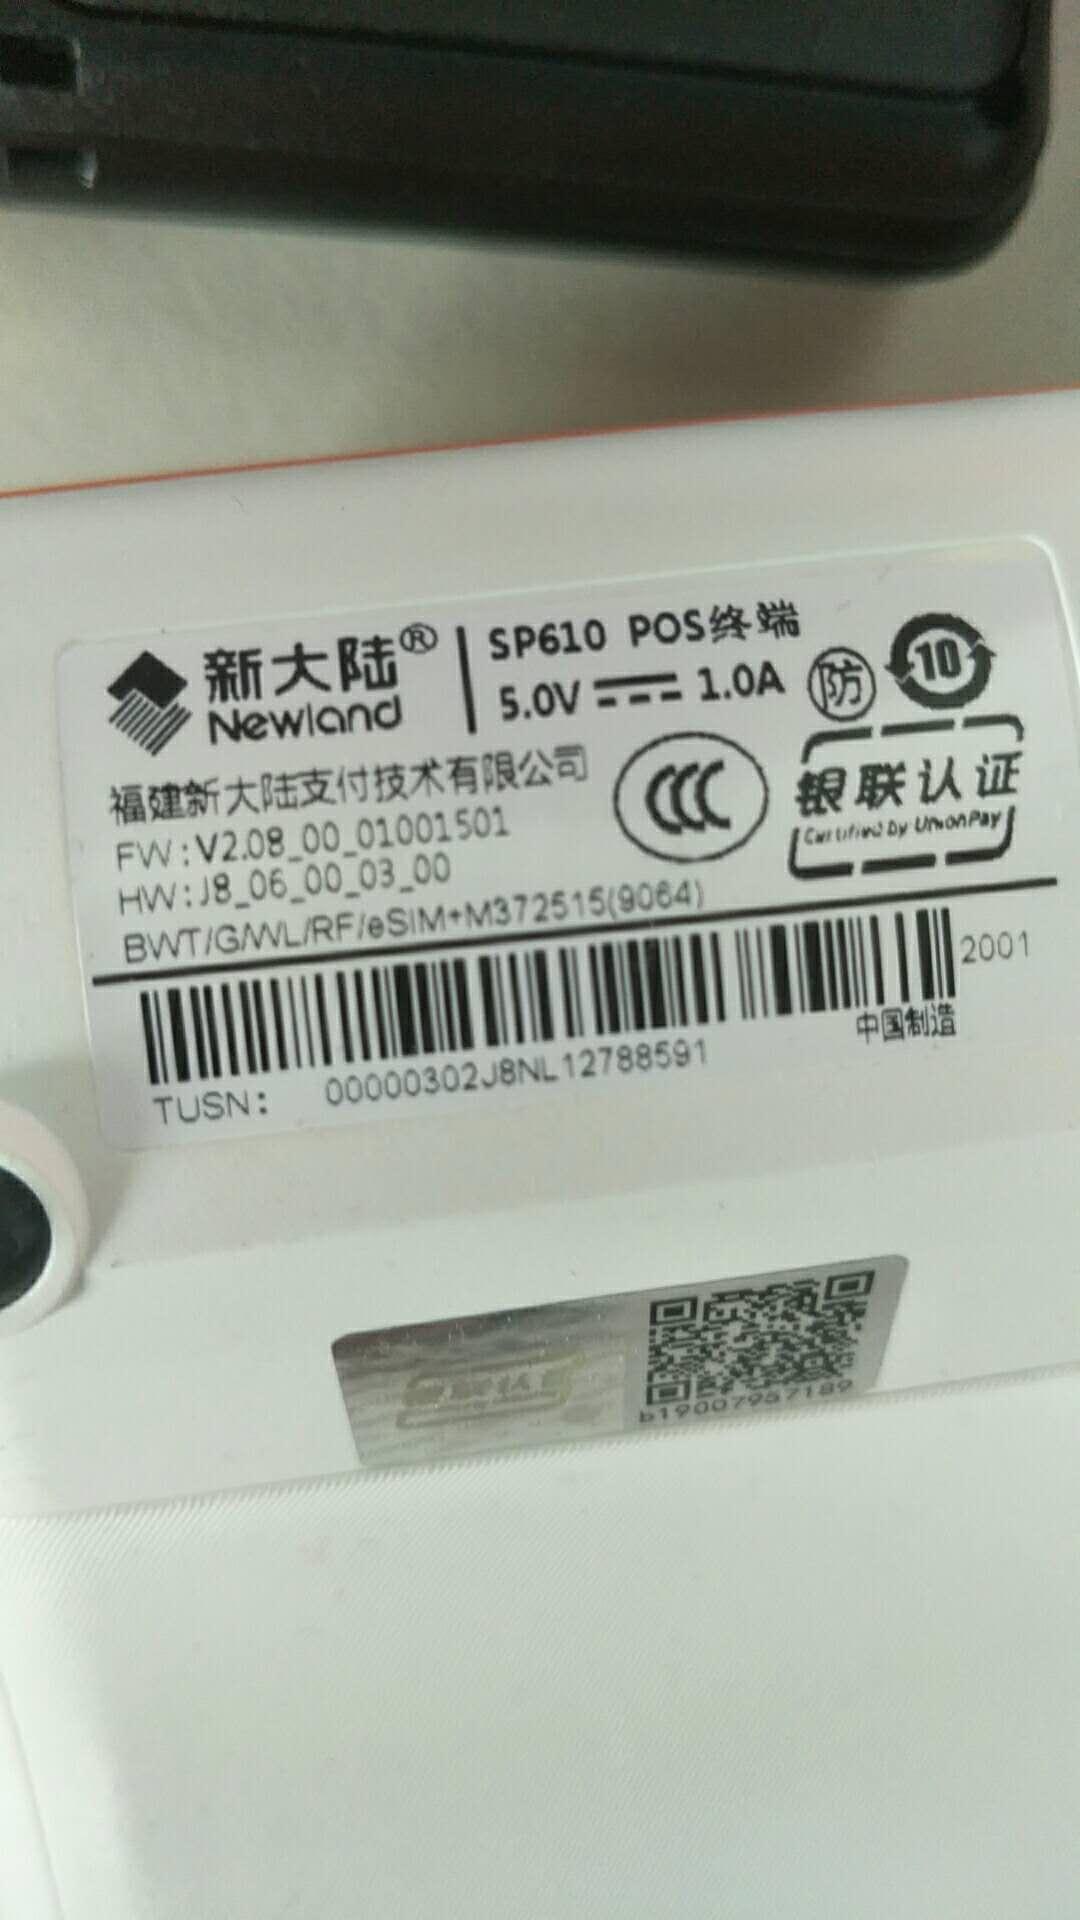 新大陆®
Newland
SP610 POS终端
5.0V 1.0A
防
10
福建新大陆支付技术有限公司
FW:V2.08_00_01001501
HW:J8_06_00_03_00
CCC
银联认证
Certified by UnionPay
BWT/G/WL/RF/eSIM+M372515(9064)
2001
中国制造
TUSN: 00000302J8NL12788591
b19007957189